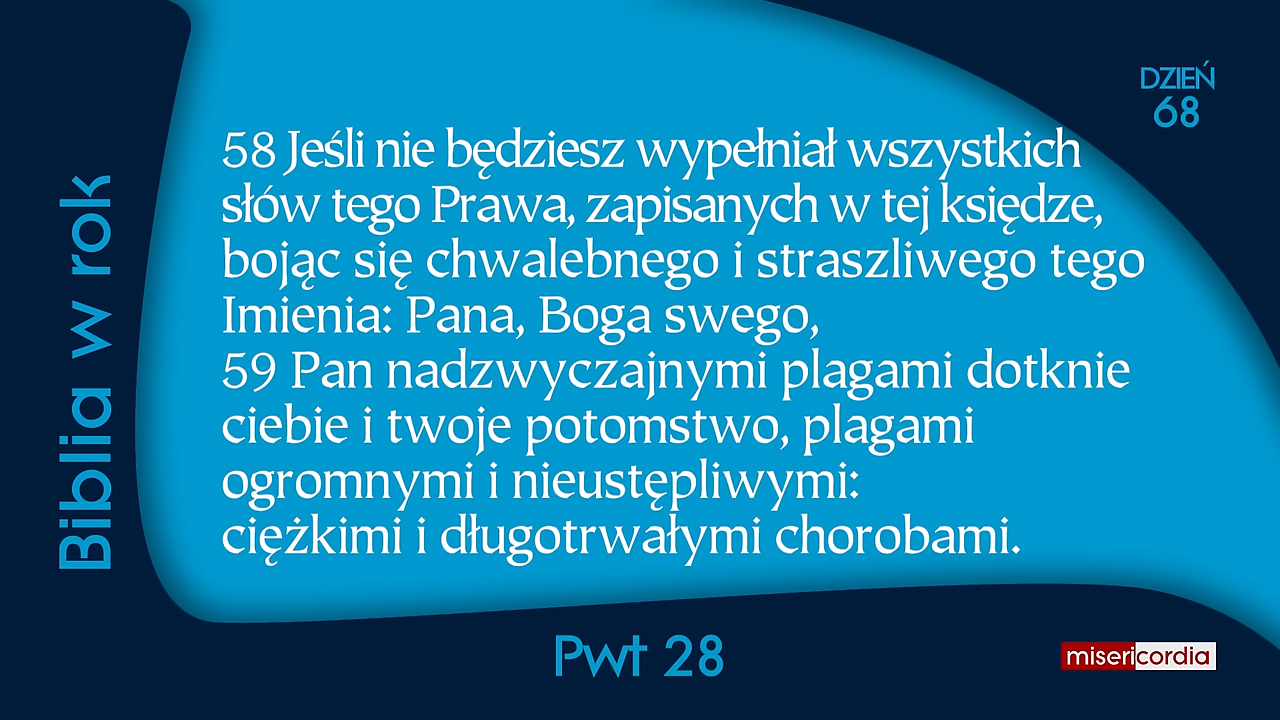 DZIEŃ
68
Biblia w rok
58 Jeśli nie będziesz wypełniał wszystkich
słów tego Prawa, zapisanych w tej księdze,
bojąc się chwalebnego i straszliwego tego
Imienia: Pana, Boga swego,
59 Pan nadzwyczajnymi plagami dotknie
ciebie i twoje potomstwo, plagami
ogromnymi i nieustępliwymi:
ciężkimi i długotrwałymi chorobami.
Pwt 28
misericordia